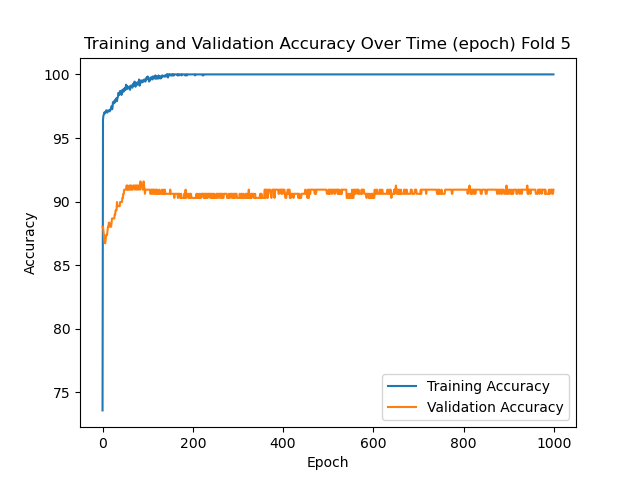 Training and Validation Accuracy Over Time (epoch) Fold 5
100
95
90
85
80
75
Accuracy
0
200
400
600
800
1000
Epoch
Training Accuracy
Validation Accuracy